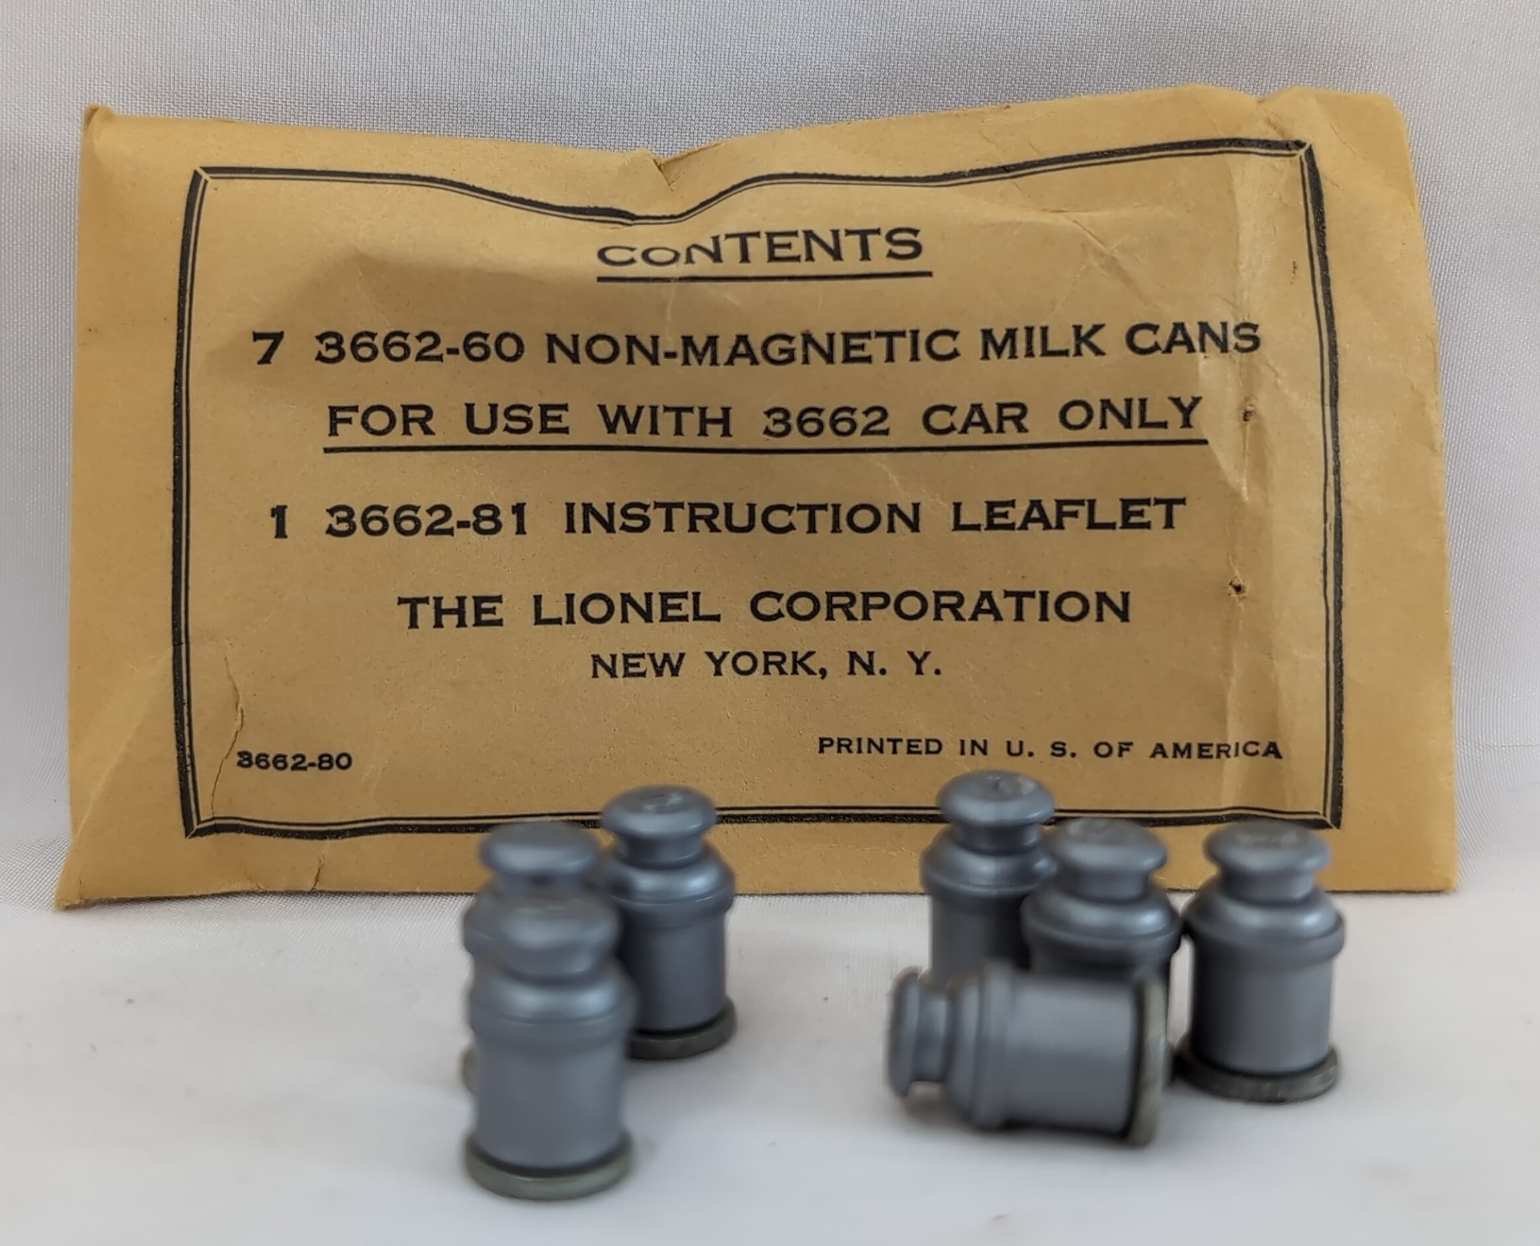 CONTENTS
7 3662-60 NON-MAGNETIC MILK CANS
FOR USE WITH 3662 CAR ONLY
1 3662-81 INSTRUCTION LEAFLET
THE LIONEL CORPORATION
NEW YORK, N. Y.
3662-80
PRINTED IN U. S. OF AMERICA